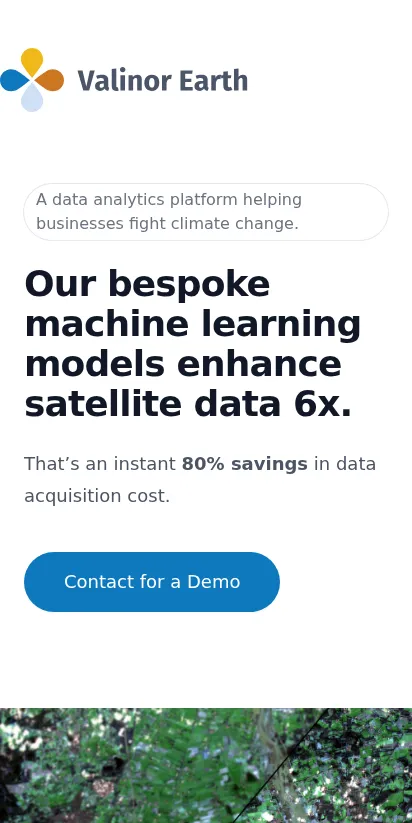 Valinor Earth
A data analytics platform helping
businesses fight climate change.
Our bespoke
machine learning
models enhance
satellite data 6x.
That’s an instant 80% savings in data
acquisition cost.
Contact for a Demo